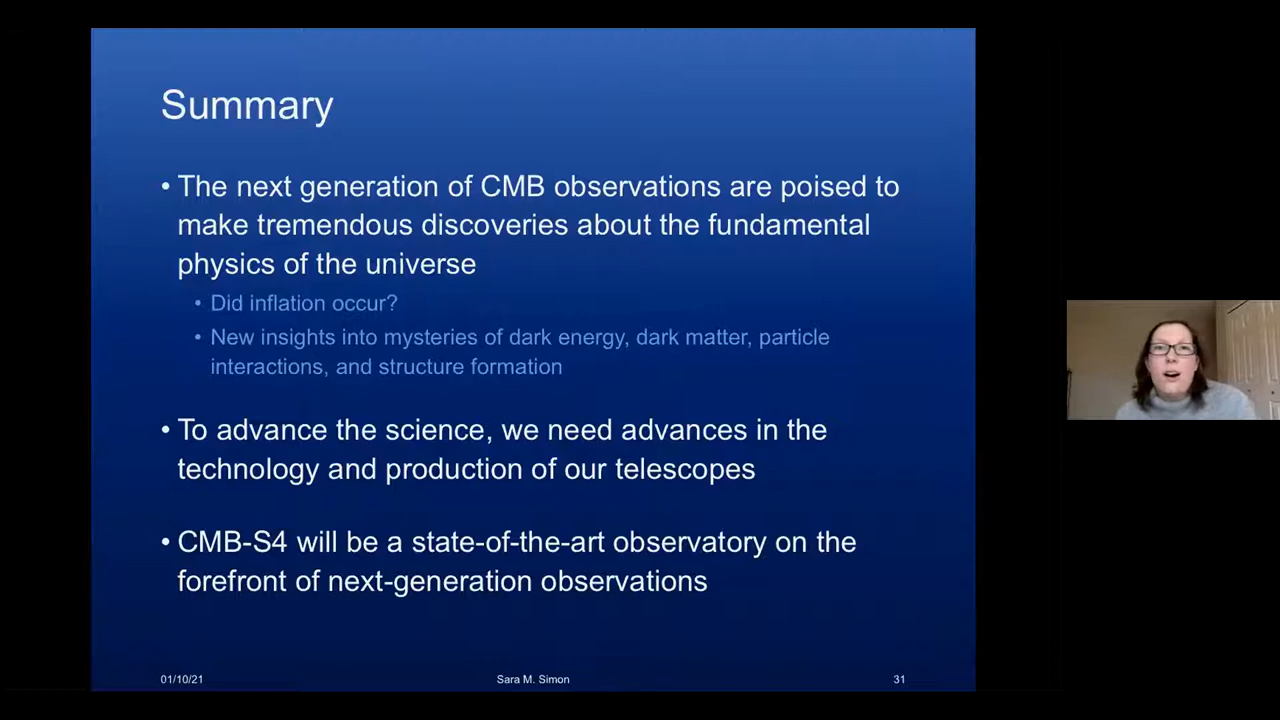 Summary
• The next generation of CMB observations are poised to
make tremendous discoveries about the fundamental
physics of the universe
• Did inflation occur?
• New insights into mysteries of dark energy, dark matter, particle
interactions, and structure formation
• To advance the science, we need advances in the
technology and production of our telescopes
• CMB-S4 will be a state-of-the-art observatory on the
forefront of next-generation observations
01/10/21 Sara M. Simon 31